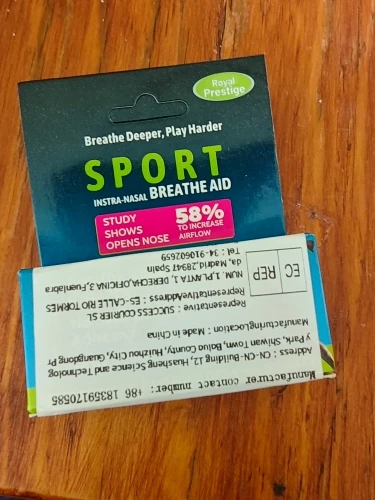 Royal
Prestige
Breathe Deeper, Play Harder
SPORT
INSTRA-NASAL BREATHE AID
STUDY
SHOWS
OPENS NOSE
58%
TO INCREASE
AIRFLOW
Manufacturer contact number: +86 18359170585
Address : CN-CN-Building 12, Huasheng Science and Technolog
y Park, Shiwan Town, Boluo County, Huizhou City, Guangdong Pr
ManufacturingLocation : Made in China
Representative : SUCCESS COURIER SL
RepresentativeAddress : ES-CALLE RIO TORMES
NUM. 1, PLANTA 1, DERECHA, OFICINA 3, Fuenlabra
da, Madrid, 28947 Spain
Tel : 34-910602659
EC REP